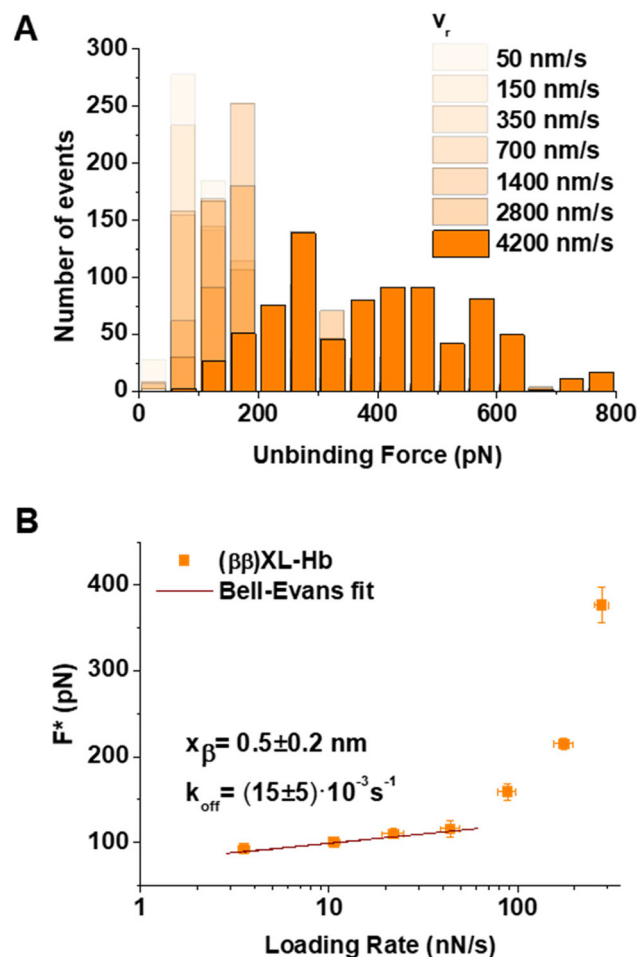 A
V_r
50 nm/s
150 nm/s
350 nm/s
700 nm/s
1400 nm/s
2800 nm/s
4200 nm/s
300
250
200
150
100
50
0
Number of events
0 200 400 600 800
Unbinding Force (pN)
B
(ββ)XL-Hb
Bell-Evans fit
400
300
200
100
F* (pN)
x_β= 0.5±0.2 nm
k_off= (15±5)·10⁻³s⁻¹
1 10 100
Loading Rate (nN/s)